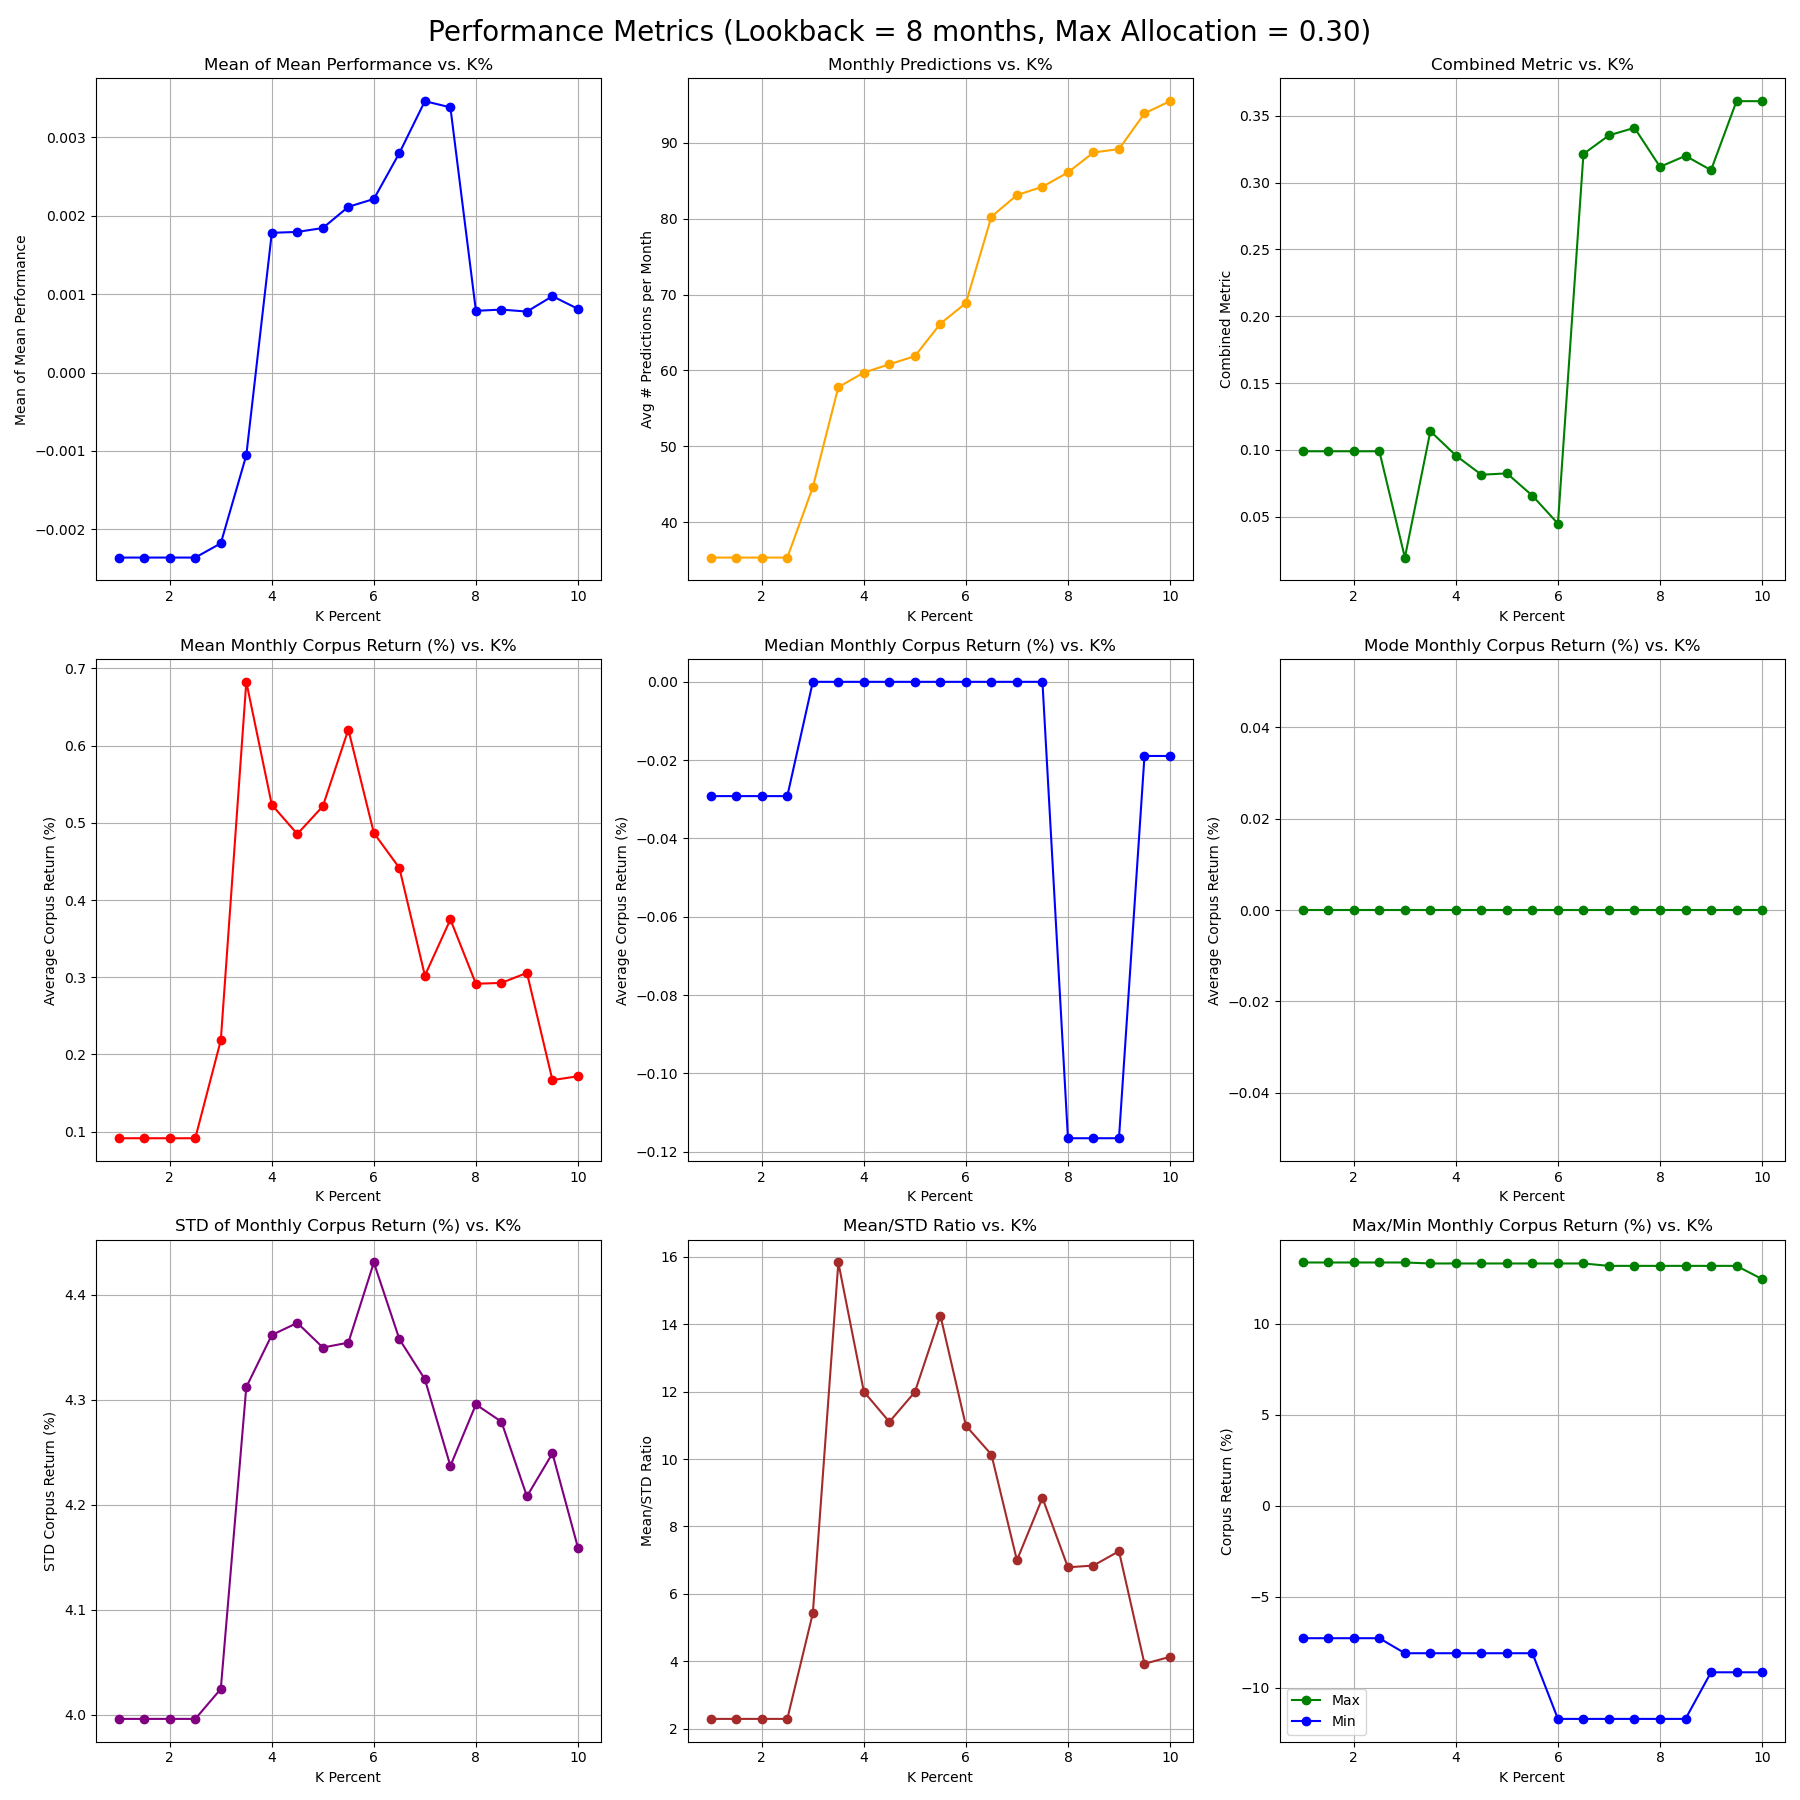 Performance Metrics (Lookback = 8 months, Max Allocation = 0.30)
Mean of Mean Performance vs. K%
Mean of Mean Performance
0.003
0.002
0.001
0.000
−0.001
−0.002
2 4 6 8 10
K Percent
Monthly Predictions vs. K%
Avg # Predictions per Month
90
80
70
60
50
40
2 4 6 8 10
K Percent
Combined Metric vs. K%
Combined Metric
0.35
0.30
0.25
0.20
0.15
0.10
0.05
2 4 6 8 10
K Percent
Mean Monthly Corpus Return (%) vs. K%
Average Corpus Return (%)
0.7
0.6
0.5
0.4
0.3
0.2
0.1
2 4 6 8 10
K Percent
Median Monthly Corpus Return (%) vs. K%
Average Corpus Return (%)
0.00
−0.02
−0.04
−0.06
−0.08
−0.10
−0.12
2 4 6 8 10
K Percent
Mode Monthly Corpus Return (%) vs. K%
Average Corpus Return (%)
0.04
0.02
0.00
−0.02
−0.04
2 4 6 8 10
K Percent
STD of Monthly Corpus Return (%) vs. K%
STD Corpus Return (%)
4.4
4.3
4.2
4.1
4.0
2 4 6 8 10
K Percent
Mean/STD Ratio vs. K%
Mean/STD Ratio
16
14
12
10
8
6
4
2
2 4 6 8 10
K Percent
Max/Min Monthly Corpus Return (%) vs. K%
Corpus Return (%)
10
5
0
−5
−10
Max
Min
2 4 6 8 10
K Percent